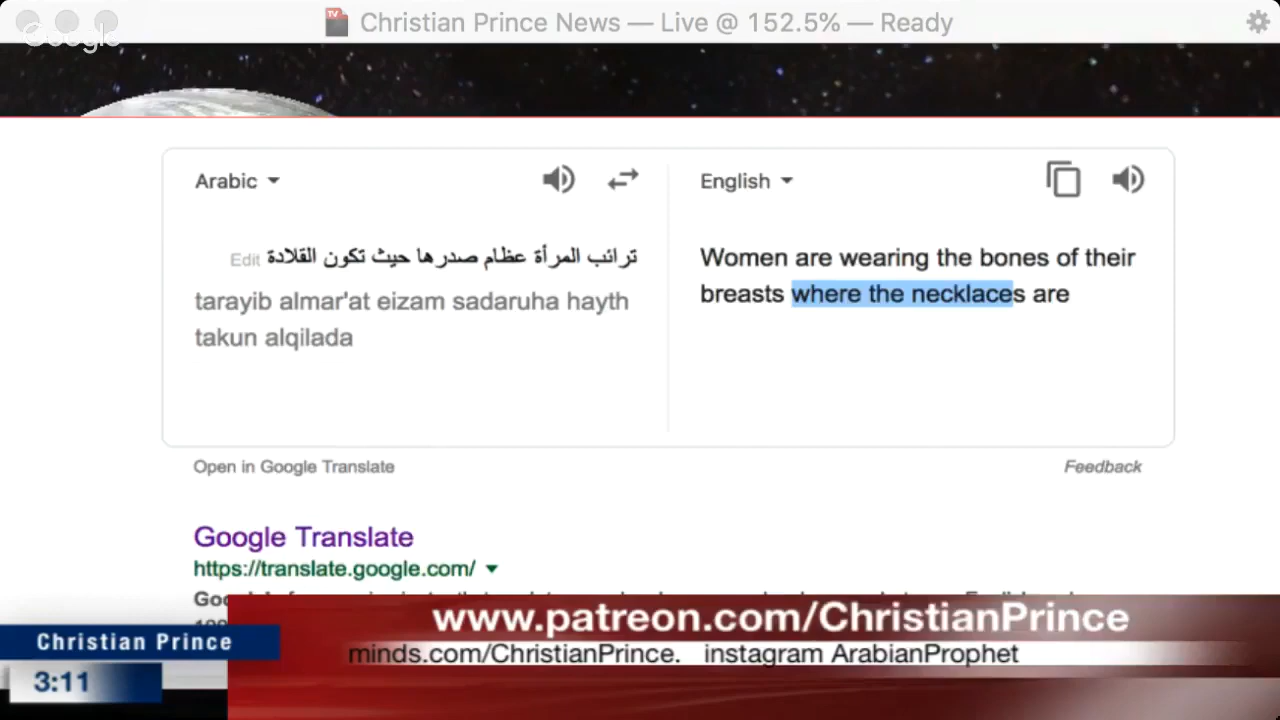 Christian Prince News — Live @ 152.5% — Ready
Google
Arabic
English
ترائب المرأة عظام صدرها حيث تكون القلادة
Edit
tarayib almar'at eizam sadaruha hayth
takun alqilada
Women are wearing the bones of their
breasts where the necklaces are
Open in Google Translate
Feedback
Google Translate
https://translate.google.com/
www.patreon.com/ChristianPrince
Christian Prince
minds.com/ChristianPrince. instagram ArabianProphet
3:11